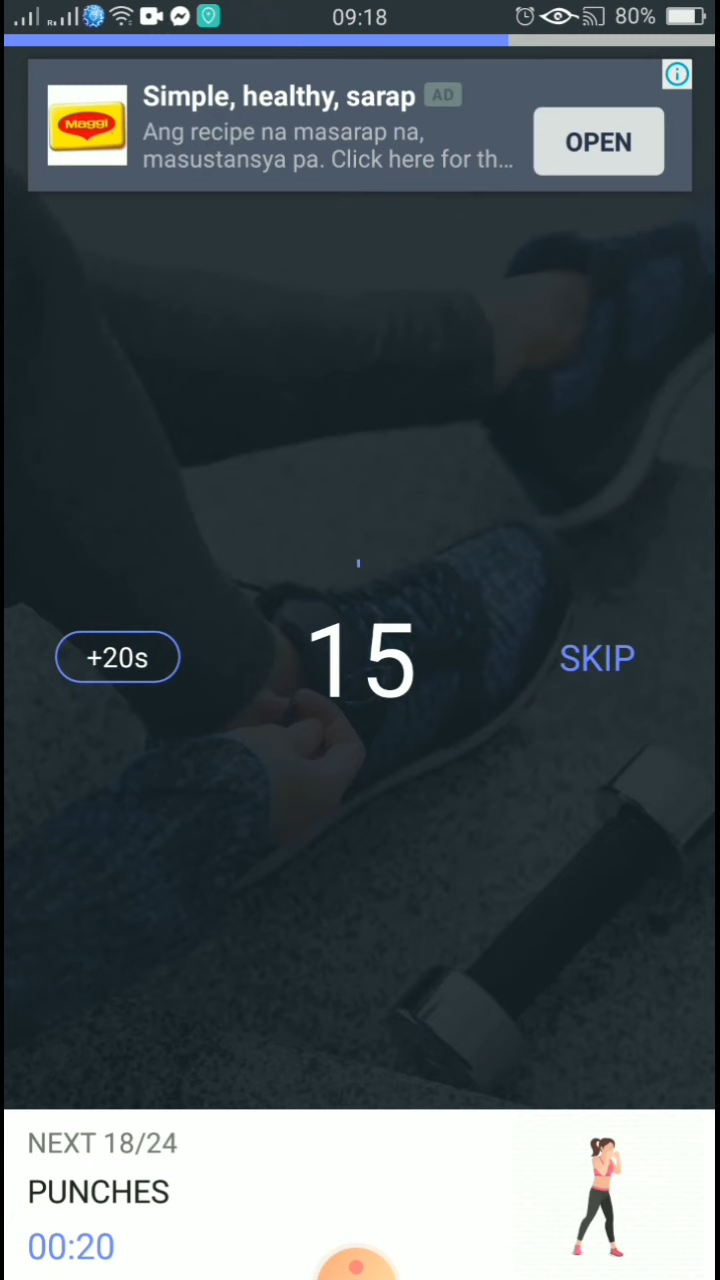 09:18
80%
Simple, healthy, sarap AD
Maggi
Ang recipe na masarap na,
masustansya pa. Click here for th...
OPEN
+20s
15
SKIP
NEXT 18/24
PUNCHES
00:20